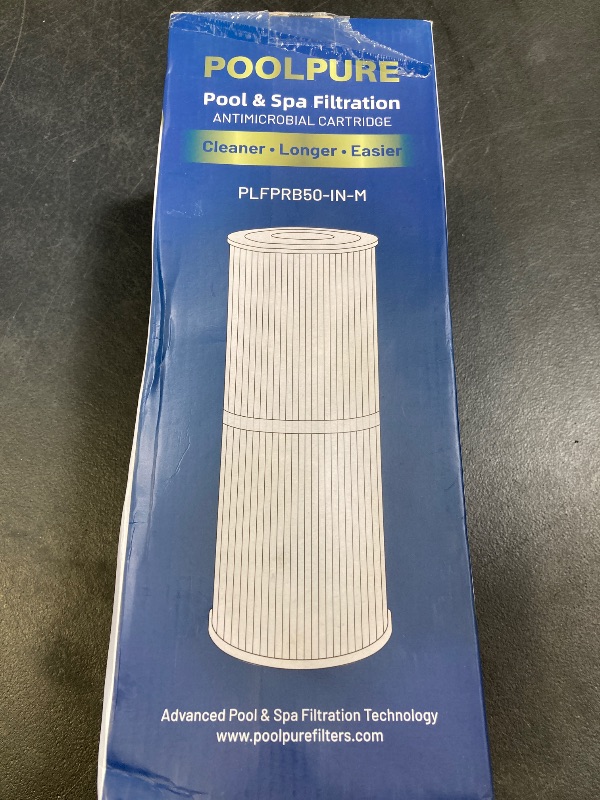 POOLPURE
Pool & Spa Filtration
ANTIMICROBIAL CARTRIDGE
Cleaner • Longer • Easier
PLFPRB50-IN-M
Advanced Pool & Spa Filtration Technology
www.poolpurefilters.com